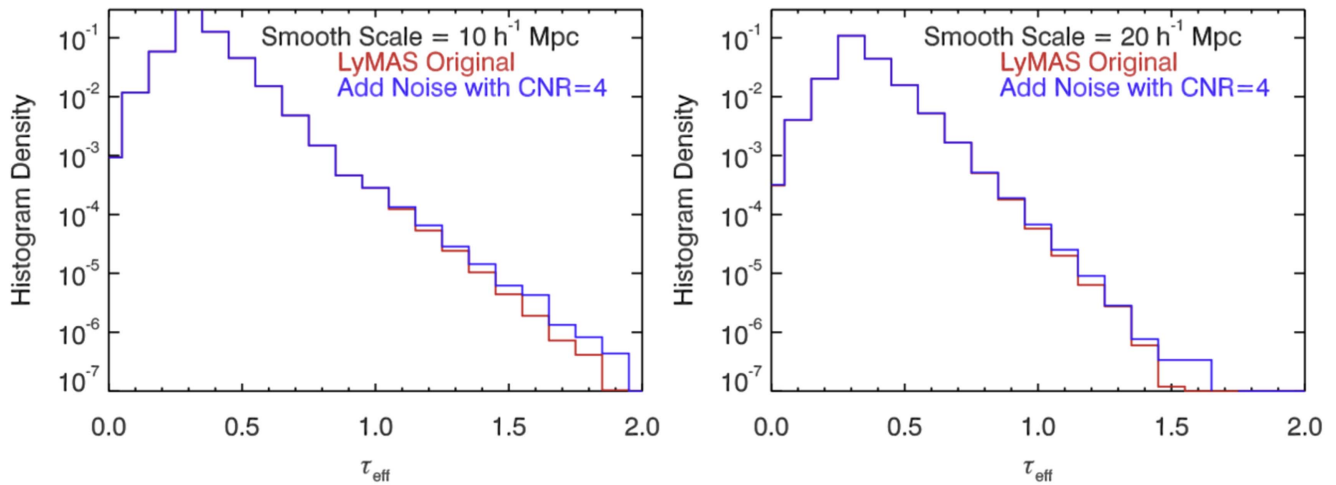 Smooth Scale = 10 h⁻¹ Mpc
LyMAS Original
Add Noise with CNR=4
Histogram Density
10⁻¹
10⁻²
10⁻³
10⁻⁴
10⁻⁵
10⁻⁶
10⁻⁷
0.0 0.5 1.0 1.5 2.0
τeff
Smooth Scale = 20 h⁻¹ Mpc
LyMAS Original
Add Noise with CNR=4
Histogram Density
10⁻¹
10⁻²
10⁻³
10⁻⁴
10⁻⁵
10⁻⁶
10⁻⁷
0.0 0.5 1.0 1.5 2.0
τeff